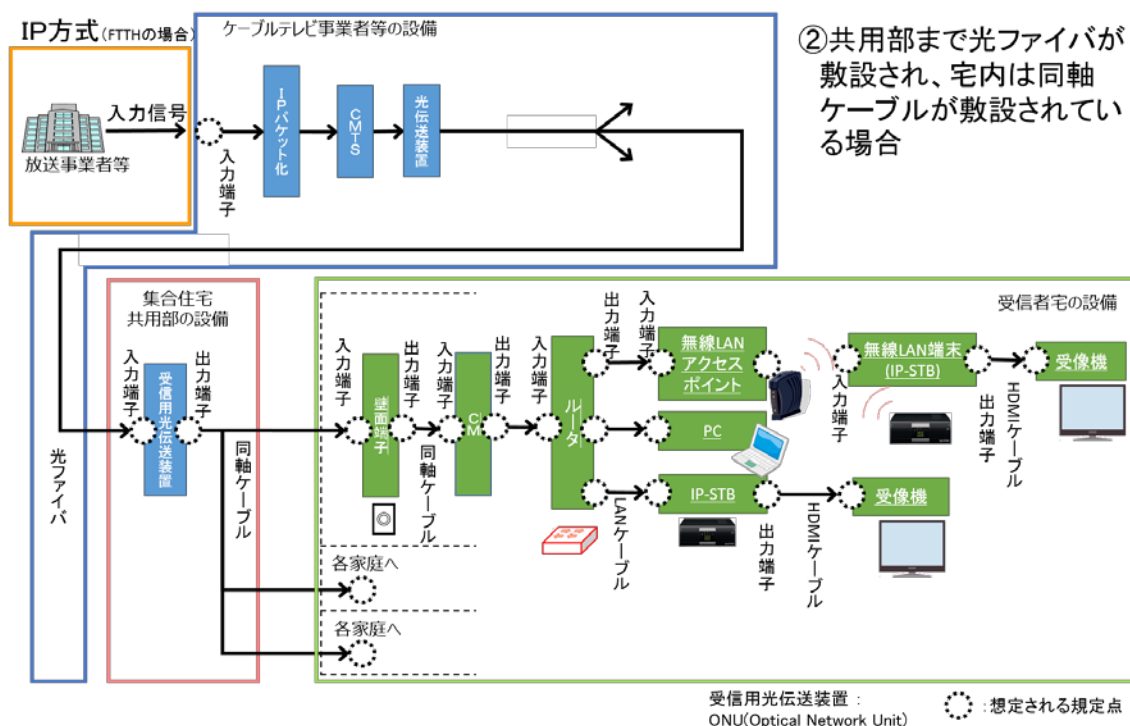 IP方式(FTTHの場合)
ケーブルテレビ事業者等の設備
②共用部まで光ファイバが
敷設され、宅内は同軸
ケーブルが敷設されてい
る場合
放送事業者等
入力信号
入力端子
IPパケット化
CMTS
光伝送装置
集合住宅
共用部の設備
受信者宅の設備
光ファイバ
入力端子
受信用光伝送装置
出力端子
同軸ケーブル
入力端子
壁面端子
出力端子
同軸ケーブル
入力端子
CM
出力端子
入力端子
ルータ
出力端子
入力端子
無線LAN
アクセス
ポイント
入力端子
無線LAN端末
(IP-STB)
出力端子
HDMIケーブル
受像機
PC
LANケーブル
IP-STB
出力端子
HDMIケーブル
受像機
各家庭へ
各家庭へ
受信用光伝送装置 :
ONU(Optical Network Unit)
:想定される規定点